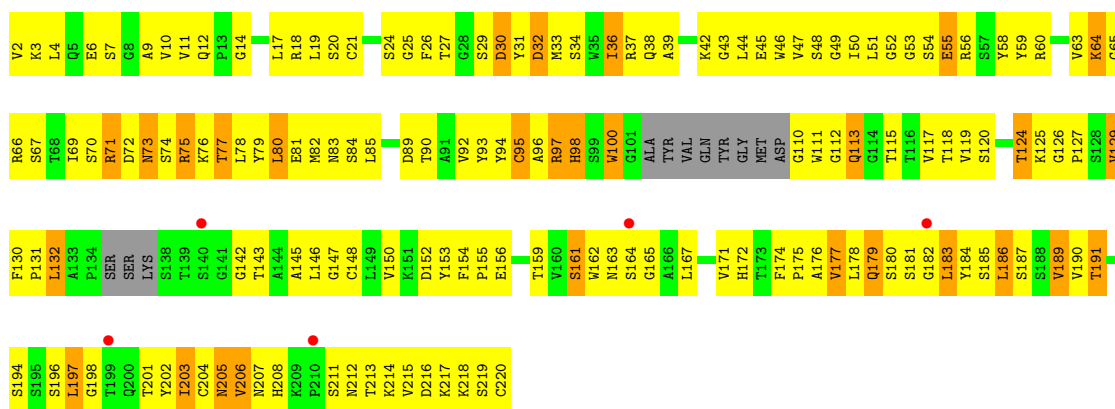 V2 K3 L4 Q5 E6 S7 G8 A9 V10 V11 Q12 P13 G14 L17 R18 L19 S20 C21 S24 G25 F26 T27 G28 S29 D30 Y31 D32 M33 S34 W35 I36 R37 Q38 A39 K42 G43 L44 E45 W46 V47 S48 G49 I50 L51 G52 G53 S54 E55 R56 S57 Y58 Y59 R60 V63 K64 G65
R66 S67 T68 I69 S70 R71 D72 N73 S74 R75 K76 T77 L78 Y79 L80 E81 M82 N83 S84 L85 D89 T90 A91 V92 Y93 Y94 C95 A96 R97 H98 S99 W100 G101 ALA TYR VAL GLN TYR GLY MET ASP G110 W111 G112 Q113 G114 T115 T116 V117 T118 V119 S120 T124 K125 G126 P127 S128 V129
F130 P131 L132 A133 P134 SER SER LYS S138 T139 S140 G141 G142 T143 A144 A145 L146 G147 C148 L149 V150 K151 D152 Y153 F154 P155 E156 T159 V160 S161 W162 N163 S164 G165 A166 L167 V171 H172 T173 F174 P175 A176 V177 L178 Q179 S180 S181 G182 L183 Y184 S185 L186 S187 S188 V189 V190 T191
S194 S195 S196 L197 G198 T199 Q200 T201 Y202 I203 C204 N205 V206 N207 H208 K209 P210 S211 N212 T213 K214 V215 D216 K217 K218 S219 C220